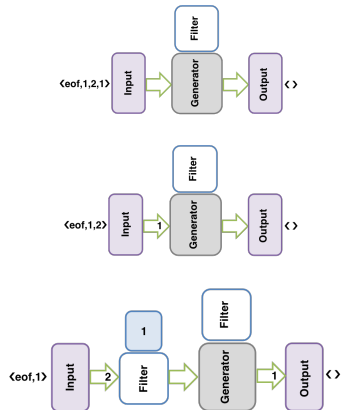 Filter
<eof,1,2,1> Input Generator Output < >
Filter
<eof,1,2> Input 1 Generator Output < >
1 Filter
<eof,1> Input 2 Filter Generator 1 Output < >